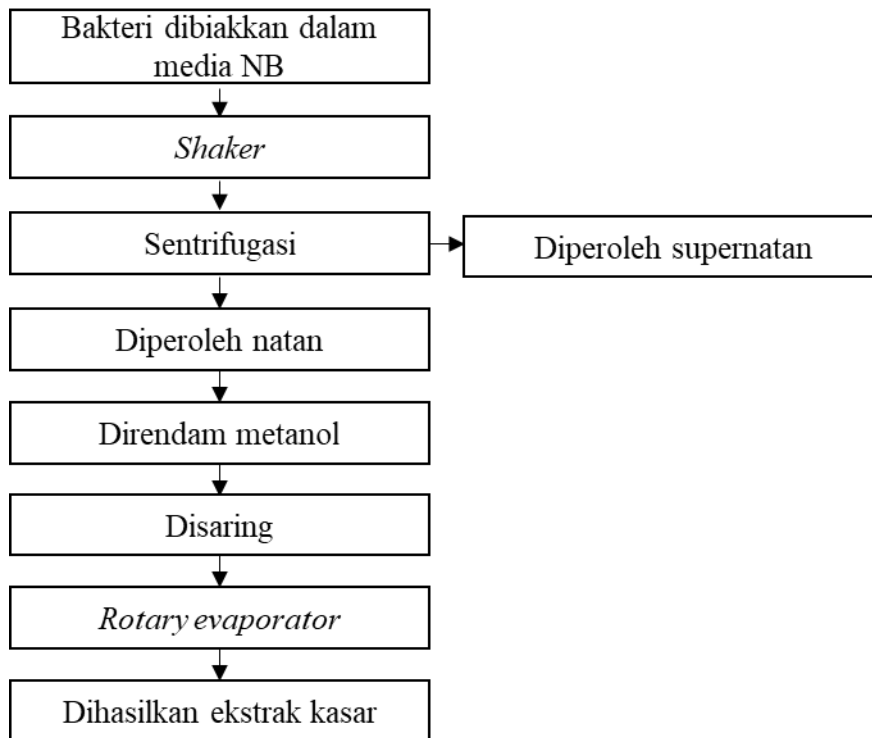 Bakteri dibiakkan dalam
media NB
Shaker
Sentrifugasi
Diperoleh supernatan
Diperoleh natan
Direndam metanol
Disaring
Rotary evaporator
Dihasilkan ekstrak kasar